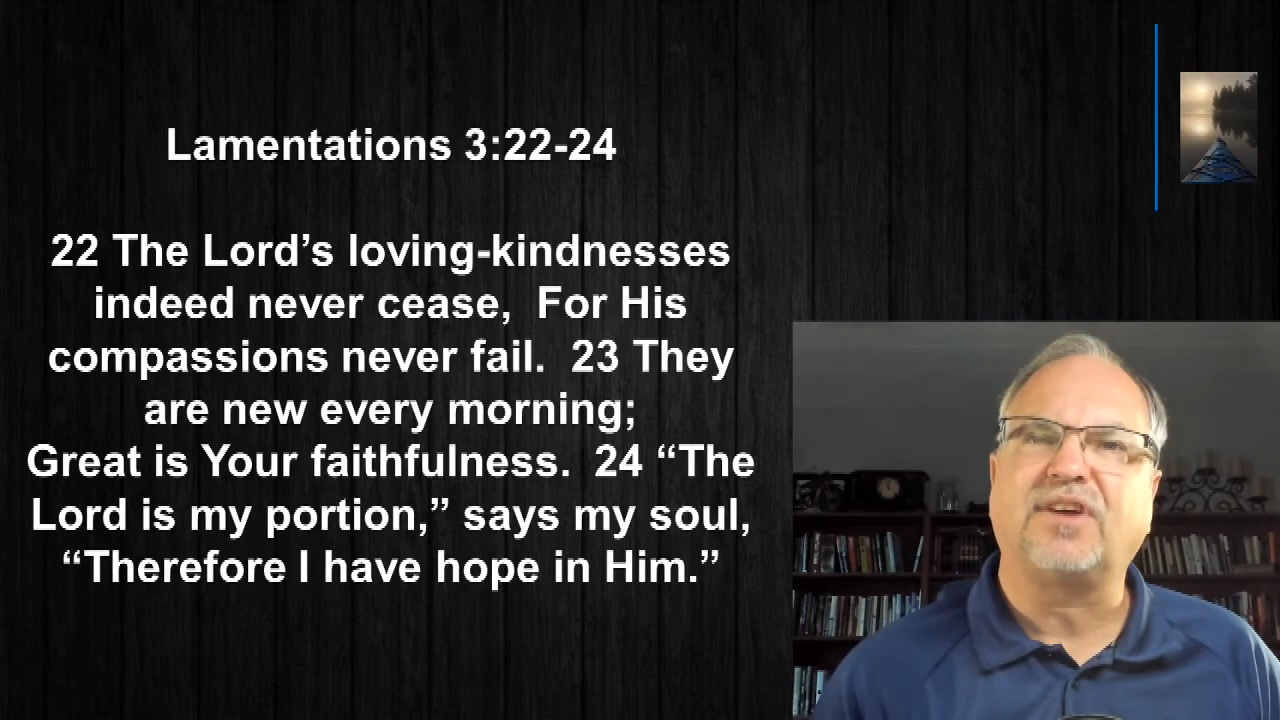 Lamentations 3:22-24
22 The Lord’s loving-kindnesses
indeed never cease,  For His
compassions never fail.  23 They
are new every morning;
Great is Your faithfulness.  24 “The
Lord is my portion,” says my soul,
“Therefore I have hope in Him.”